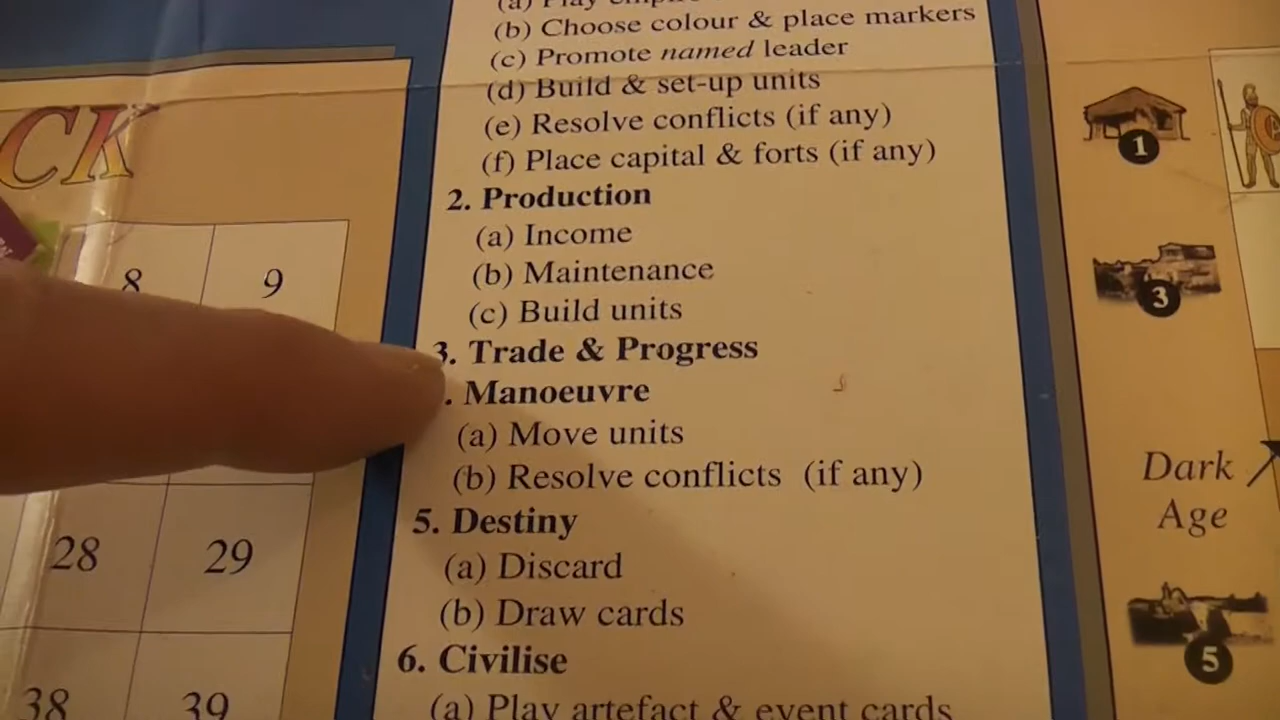 (a) Play
(b) Choose colour & place markers
(c) Promote named leader
(d) Build & set-up units
(e) Resolve conflicts (if any)
(f) Place capital & forts (if any)
2. Production
(a) Income
(b) Maintenance
(c) Build units
3. Trade & Progress
. Manoeuvre
(a) Move units
(b) Resolve conflicts (if any)
5. Destiny
(a) Discard
(b) Draw cards
6. Civilise
(a) Play artefact & event cards
CK
8 9
28 29
38 39
1
3
Dark
Age
5